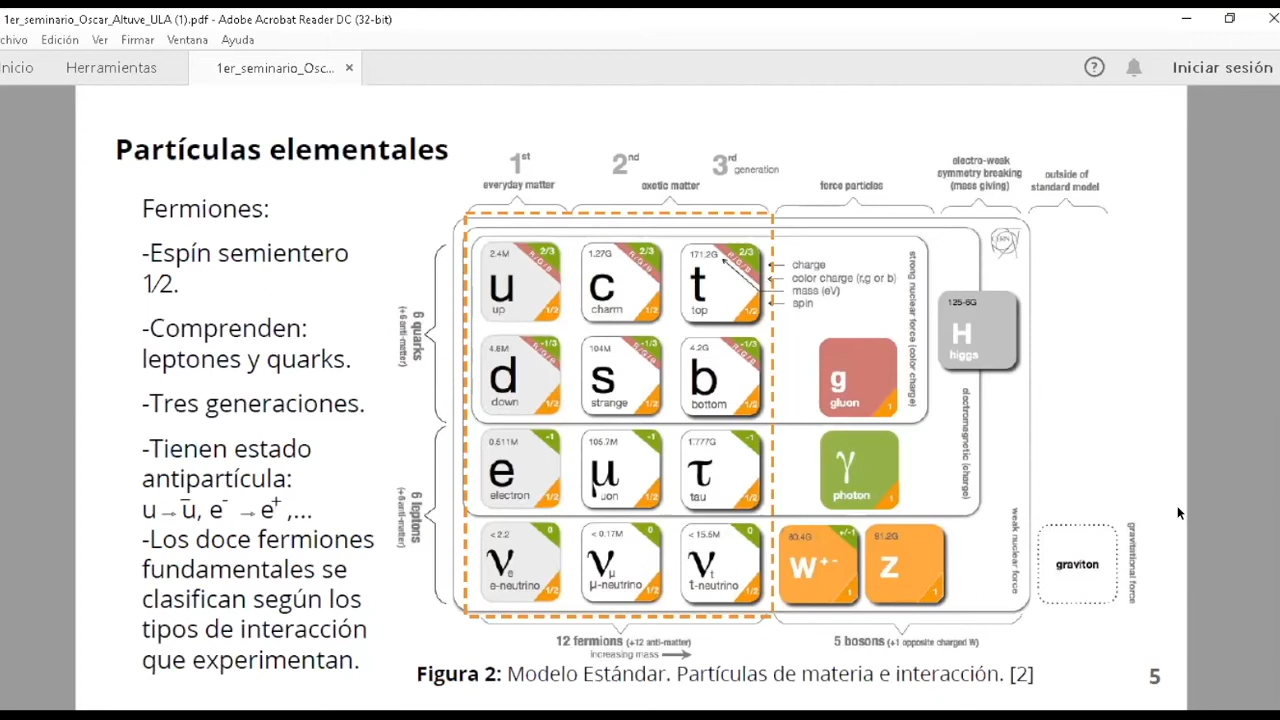 1er_seminario_Oscar_Altuve_ULA (1).pdf - Adobe Acrobat Reader DC (32-bit)
rchivo Edición Ver Firmar Ventana Ayuda
Inicio Herramientas 1er_seminario_Osc... × Iniciar sesión
Partículas elementales
1st 2nd 3rd generation
everyday matter exotic matter force particles
electro-weak
symmetry breaking
(mass giving)
outside of
standard model
Fermiones:
-Espín semientero
1/2.
-Comprenden:
leptones y quarks.
-Tres generaciones.
-Tienen estado
antipartícula:
u→ū, e⁻ →e⁺ ,...
-Los doce fermiones
fundamentales se
clasifican según los
tipos de interacción
que experimentan.
6 quarks
(+6 anti-matter)
6 leptons
(+6 anti-matter)
2.4M 2/3 R/G/B u up 1/2
1.27G 2/3 R/G/B c charm 1/2
171.2G 2/3 R/G/B t top 1/2
charge
color charge (r,g or b)
mass (eV)
spin
4.8M -1/3 R/G/B d down 1/2
104M -1/3 R/G/B s strange 1/2
4.2G -1/3 R/G/B b bottom 1/2
g gluon 1
strong nuclear force (color charge)
CERN
125-6G H higgs
0.511M -1 e electron 1/2
105.7M -1 μ uon 1/2
1.777G -1 τ tau 1/2
γ photon 1
electromagnetic (charge)
< 2.2 0 νe e-neutrino 1/2
< 0.17M 0 νμ μ-neutrino 1/2
< 15.5M 0 ντ τ-neutrino 1/2
80.4G +/-1 W+- 1
91.2G Z 1
weak nuclear force
graviton
gravitational force
12 fermions (+12 anti-matter)
increasing mass →
5 bosons (+1 opposite charged W)
Figura 2: Modelo Estándar. Partículas de materia e interacción. [2]
5